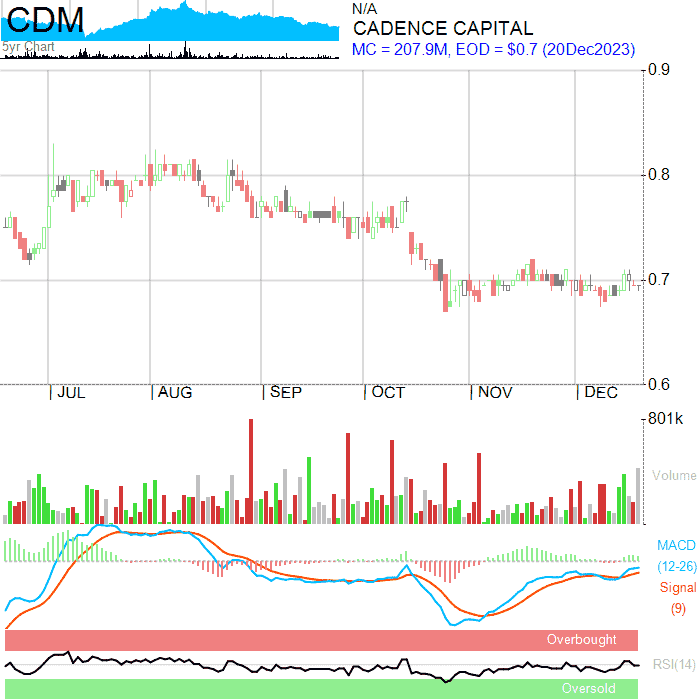 CDM
5yr Chart
N/A
CADENCE CAPITAL
MC = 207.9M, EOD = $0.7 (20Dec2023)
0.9
0.8
0.7
0.6
JUL AUG SEP OCT NOV DEC
801k
Volume
MACD
(12-26)
Signal
(9)
Overbought
RSI(14)
Oversold